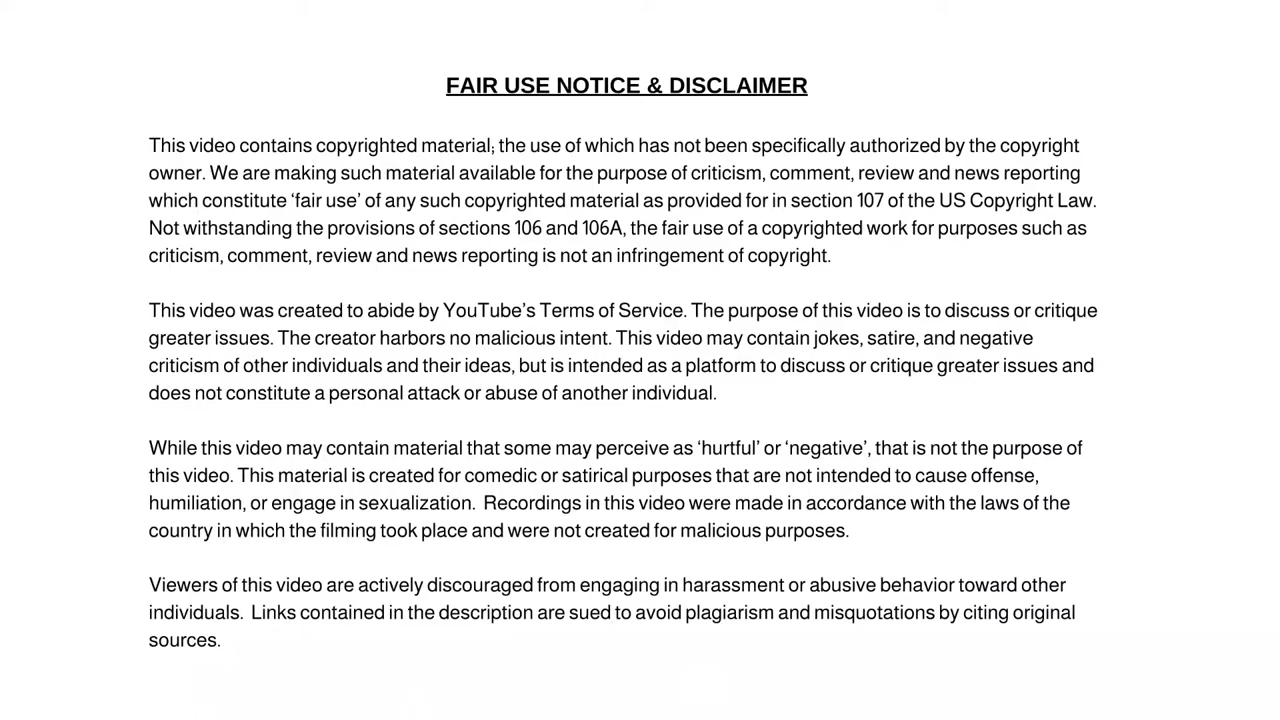 FAIR USE NOTICE & DISCLAIMER
This video contains copyrighted material; the use of which has not been specifically authorized by the copyright
owner. We are making such material available for the purpose of criticism, comment, review and news reporting
which constitute ‘fair use’ of any such copyrighted material as provided for in section 107 of the US Copyright Law.
Not withstanding the provisions of sections 106 and 106A, the fair use of a copyrighted work for purposes such as
criticism, comment, review and news reporting is not an infringement of copyright.
This video was created to abide by YouTube’s Terms of Service. The purpose of this video is to discuss or critique
greater issues. The creator harbors no malicious intent. This video may contain jokes, satire, and negative
criticism of other individuals and their ideas, but is intended as a platform to discuss or critique greater issues and
does not constitute a personal attack or abuse of another individual.
While this video may contain material that some may perceive as ‘hurtful’ or ‘negative’, that is not the purpose of
this video. This material is created for comedic or satirical purposes that are not intended to cause offense,
humiliation, or engage in sexualization. Recordings in this video were made in accordance with the laws of the
country in which the filming took place and were not created for malicious purposes.
Viewers of this video are actively discouraged from engaging in harassment or abusive behavior toward other
individuals. Links contained in the description are sued to avoid plagiarism and misquotations by citing original
sources.